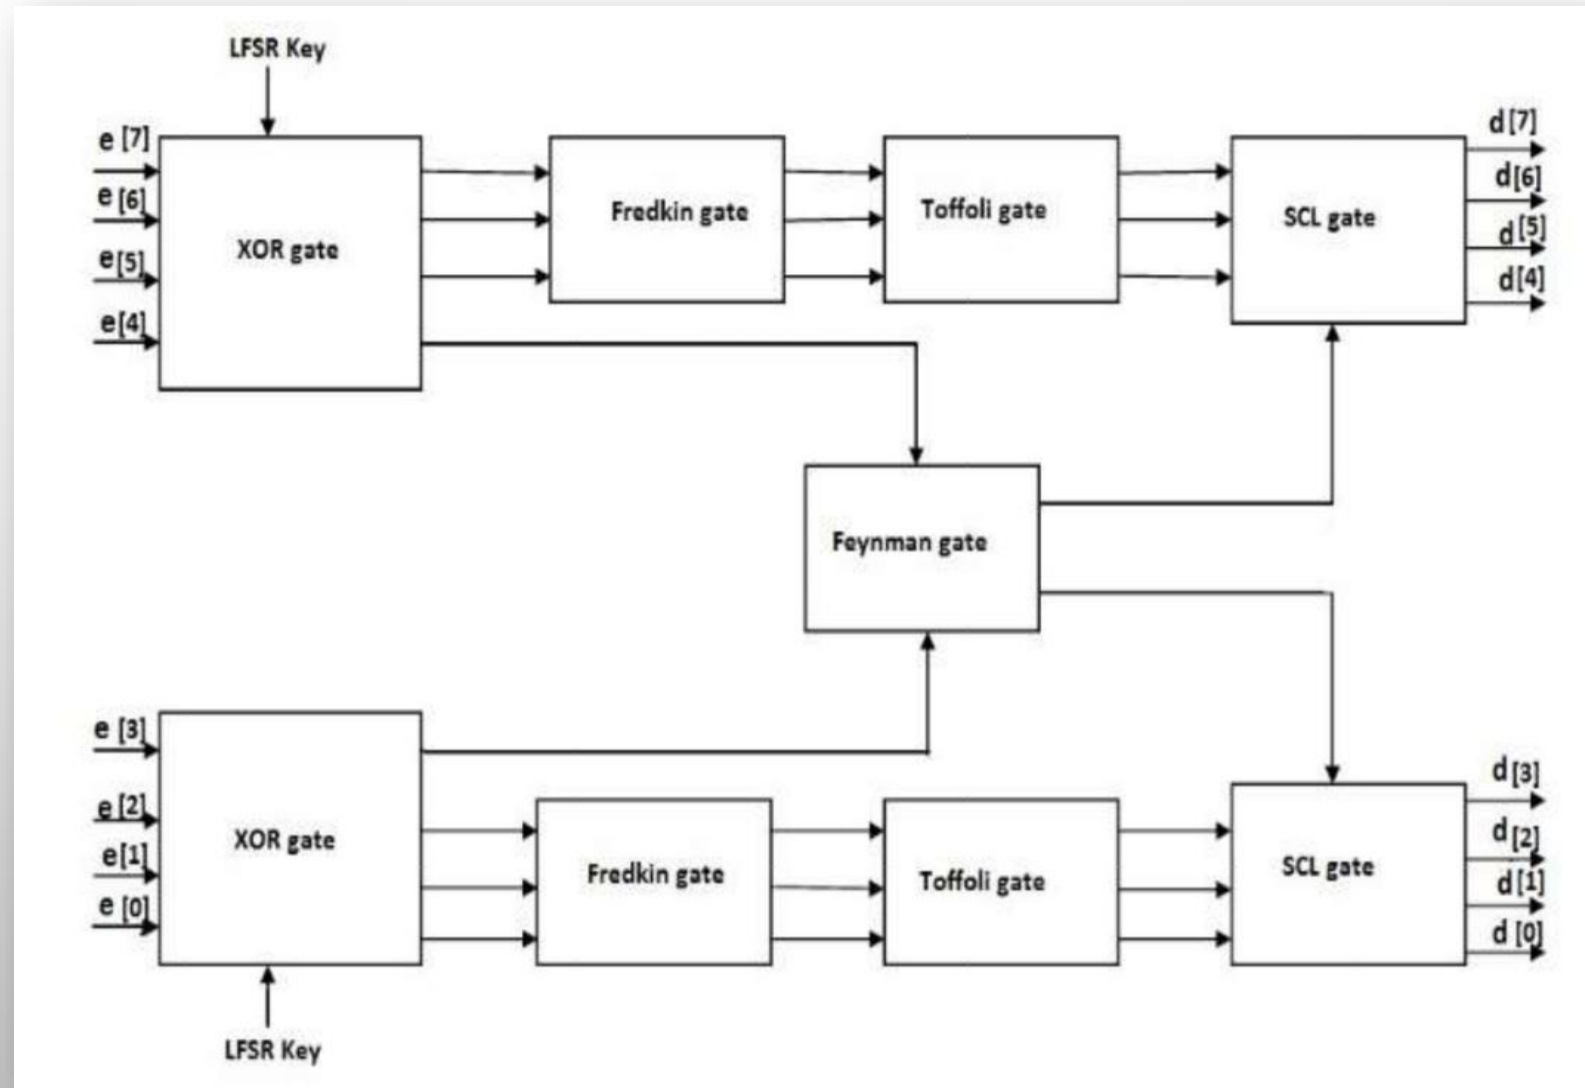 LFSR Key
e [7]
e [6]
e[5]
e[4]
XOR gate
Fredkin gate
Toffoli gate
SCL gate
d[7]
d[6]
d[5]
d[4]
Feynman gate
e [3]
e [2]
e[1]
e [0]
XOR gate
Fredkin gate
Toffoli gate
SCL gate
d [3]
d [2]
d[1]
d [0]
LFSR Key